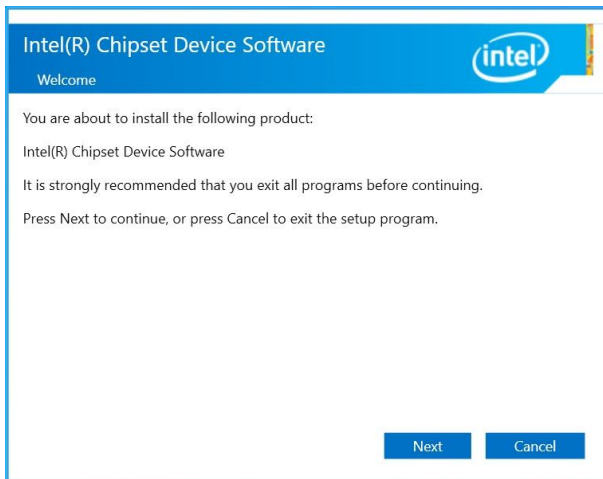 Intel(R) Chipset Device Software
intel
Welcome
You are about to install the following product:
Intel(R) Chipset Device Software
It is strongly recommended that you exit all programs before continuing.
Press Next to continue, or press Cancel to exit the setup program.
Next
Cancel